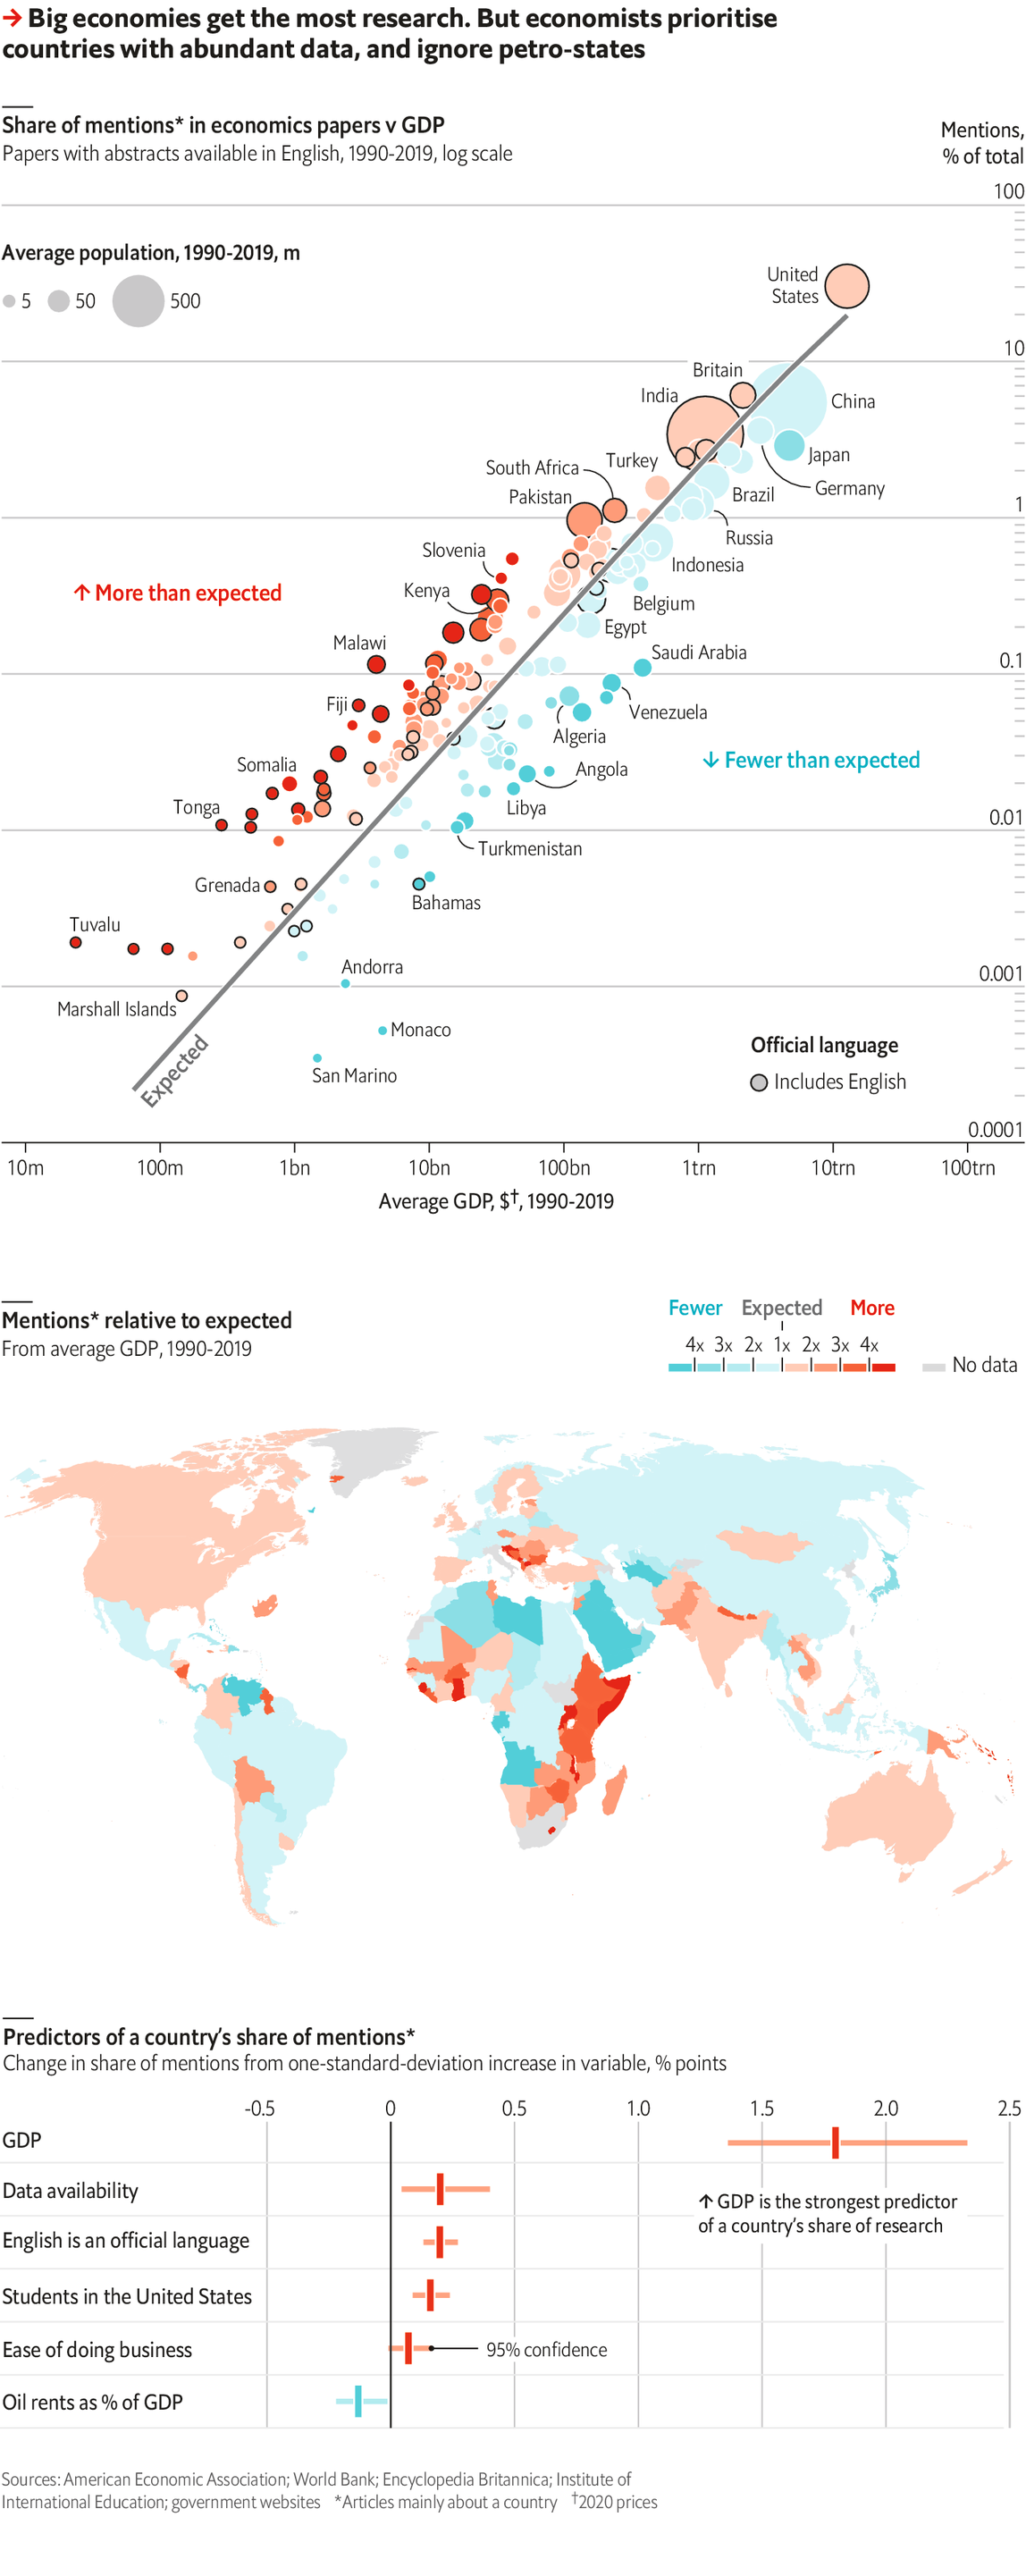 → Big economies get the most research. But economists prioritise
countries with abundant data, and ignore petro-states
Share of mentions* in economics papers v GDP
Papers with abstracts available in English, 1990-2019, log scale
Mentions,
% of total
100
Average population, 1990-2019, m
5 50 500
United
States
10
Britain
India
China
Turkey
Japan
South Africa
Germany
Pakistan
Brazil
1
Russia
Slovenia
Indonesia
↑ More than expected
Kenya
Belgium
Egypt
Malawi
Saudi Arabia
0.1
Fiji
Venezuela
Algeria
Somalia
↓ Fewer than expected
Angola
Tonga
Libya
0.01
Turkmenistan
Grenada
Bahamas
Tuvalu
Andorra
0.001
Marshall Islands
Monaco
Expected
San Marino
Official language
Includes English
0.0001
10m 100m 1bn 10bn 100bn 1trn 10trn 100trn
Average GDP, $†, 1990-2019
Mentions* relative to expected
From average GDP, 1990-2019
Fewer Expected More
4x 3x 2x 1x 2x 3x 4x
No data
Predictors of a country’s share of mentions*
Change in share of mentions from one-standard-deviation increase in variable, % points
-0.5 0 0.5 1.0 1.5 2.0 2.5
GDP
Data availability
↑ GDP is the strongest predictor
of a country’s share of research
English is an official language
Students in the United States
Ease of doing business
95% confidence
Oil rents as % of GDP
Sources: American Economic Association; World Bank; Encyclopedia Britannica; Institute of
International Education; government websites *Articles mainly about a country †2020 prices